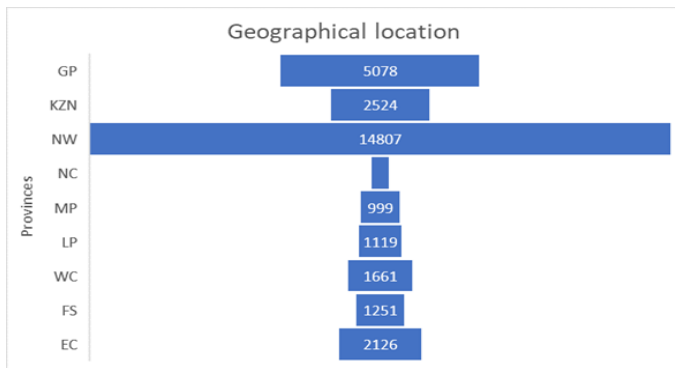 Geographical location
Provinces
GP 5078
KZN 2524
NW 14807
NC
MP 999
LP 1119
WC 1661
FS 1251
EC 2126